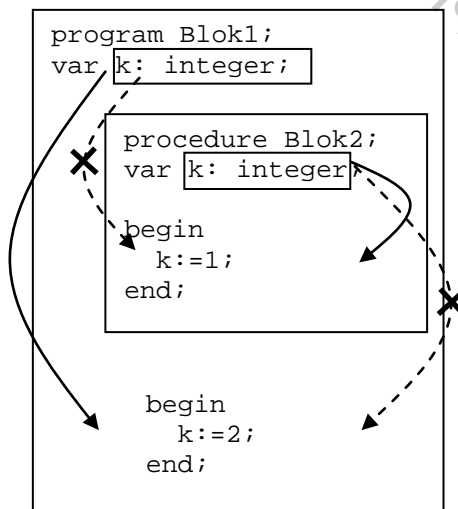 program Blok1;
var k: integer;
procedure Blok2;
var k: integer;
begin
k:=1;
end;
begin
k:=2;
end;